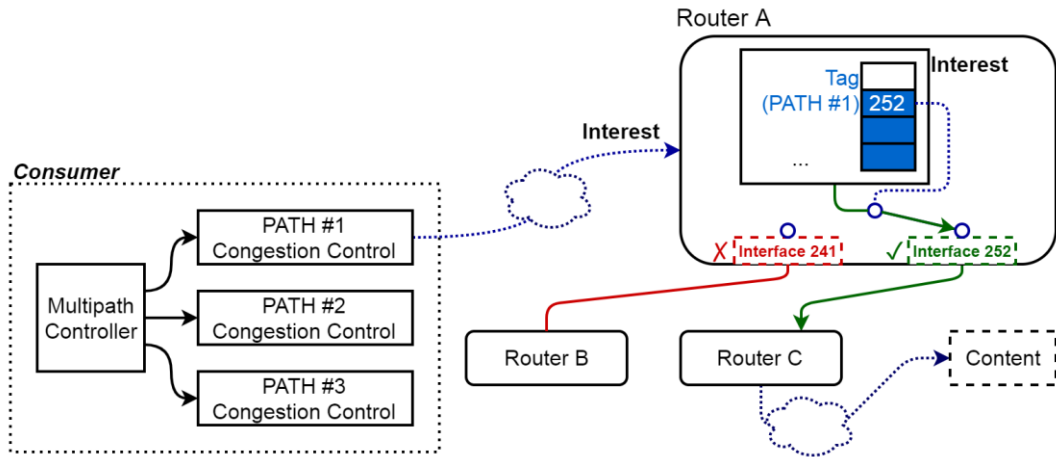 Router A
Interest
Tag
(PATH #1)
252
...
Interest
Consumer
PATH #1
Congestion Control
Multipath
Controller
PATH #2
Congestion Control
PATH #3
Congestion Control
✗ Interface 241
✓ Interface 252
Router B
Router C
Content